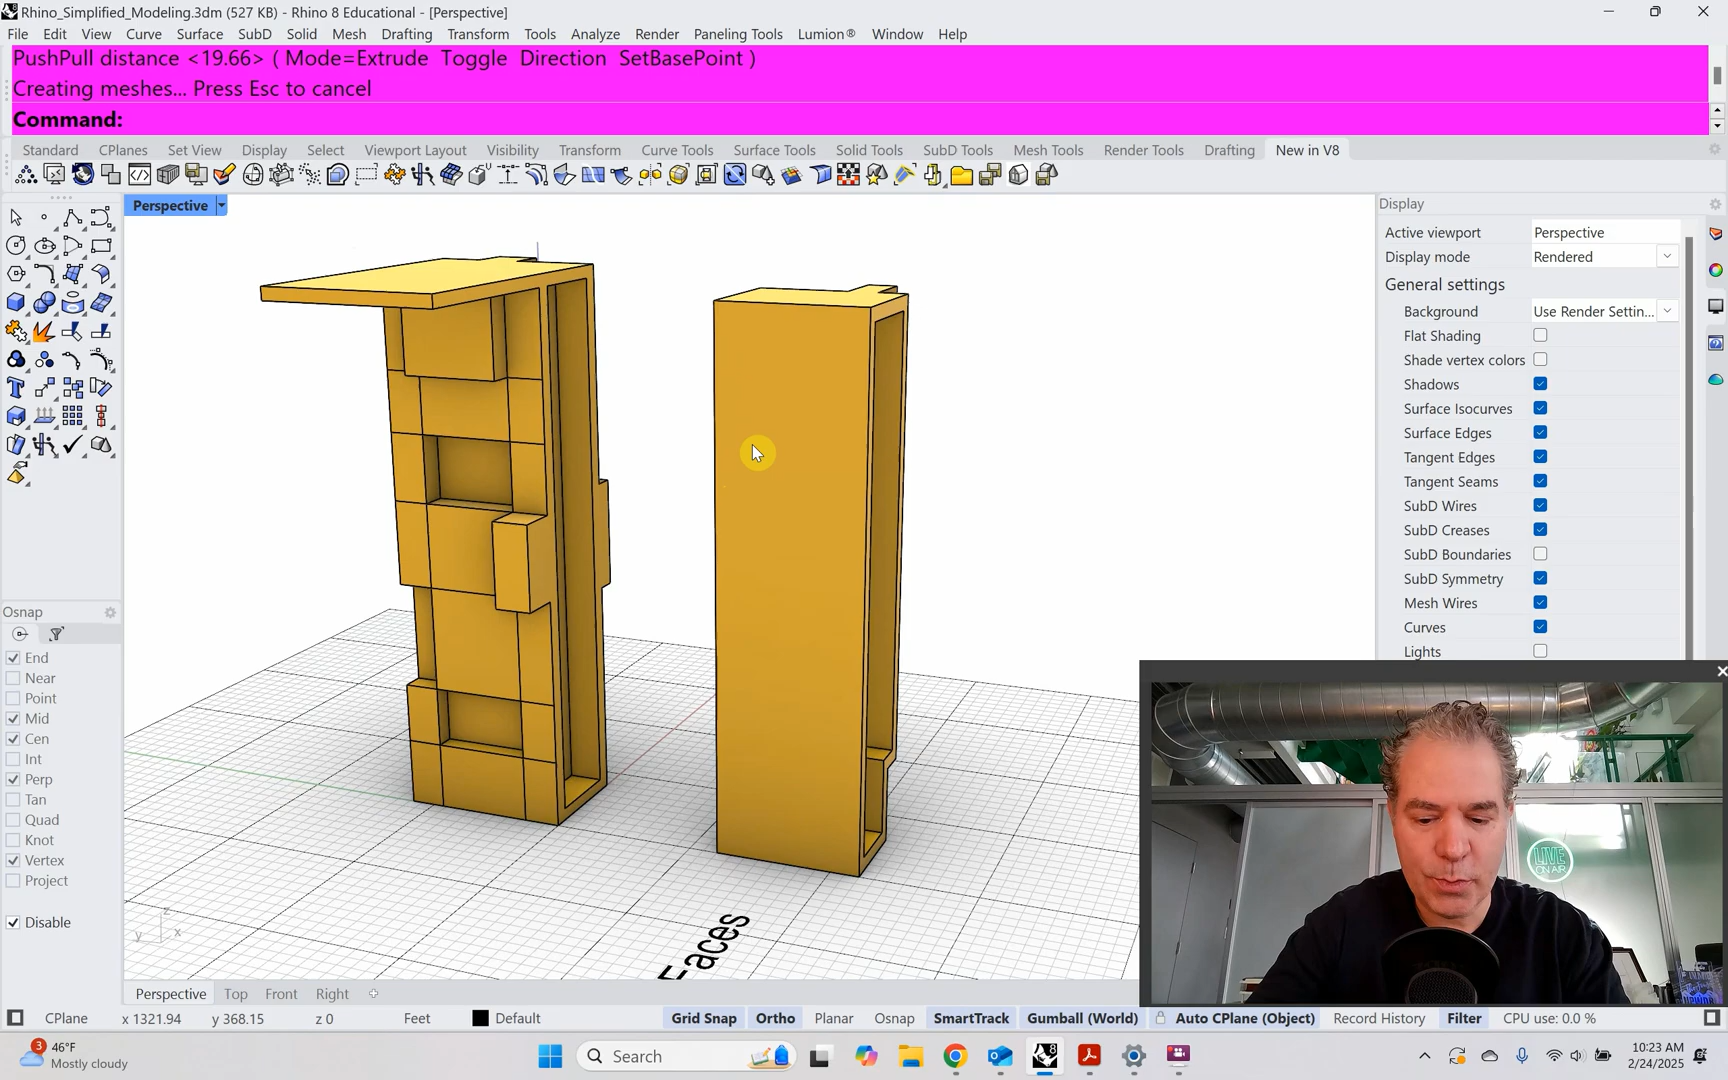 Rhino_Simplified_Modeling.3dm (527 KB) - Rhino 8 Educational - [Perspective]
File Edit View Curve Surface SubD Solid Mesh Drafting Transform Tools Analyze Render Paneling Tools Lumion® Window Help
PushPull distance <19.66> ( Mode=Extrude Toggle Direction SetBasePoint )
Creating meshes... Press Esc to cancel
Command:
Standard CPlanes Set View Display Select Viewport Layout Visibility Transform Curve Tools Surface Tools Solid Tools SubD Tools Mesh Tools Render Tools Drafting New in V8
Perspective
Display
Active viewport Perspective
Display mode Rendered
General settings
Background Use Render Settin...
Flat Shading
Shade vertex colors
Shadows
Surface Isocurves
Surface Edges
Tangent Edges
Tangent Seams
SubD Wires
SubD Creases
SubD Boundaries
SubD Symmetry
Mesh Wires
Curves
Lights
Osnap
End
Near
Point
Mid
Cen
Int
Perp
Tan
Quad
Knot
Vertex
Project
Disable
z
y x
Faces
LIVE
ON AIR
Perspective Top Front Right
CPlane x 1321.94 y 368.15 z 0 Feet Default Grid Snap Ortho Planar Osnap SmartTrack Gumball (World) Auto CPlane (Object) Record History Filter CPU use: 0.0 %
3 46°F
Mostly cloudy
Search
8
10:23 AM
2/24/2025